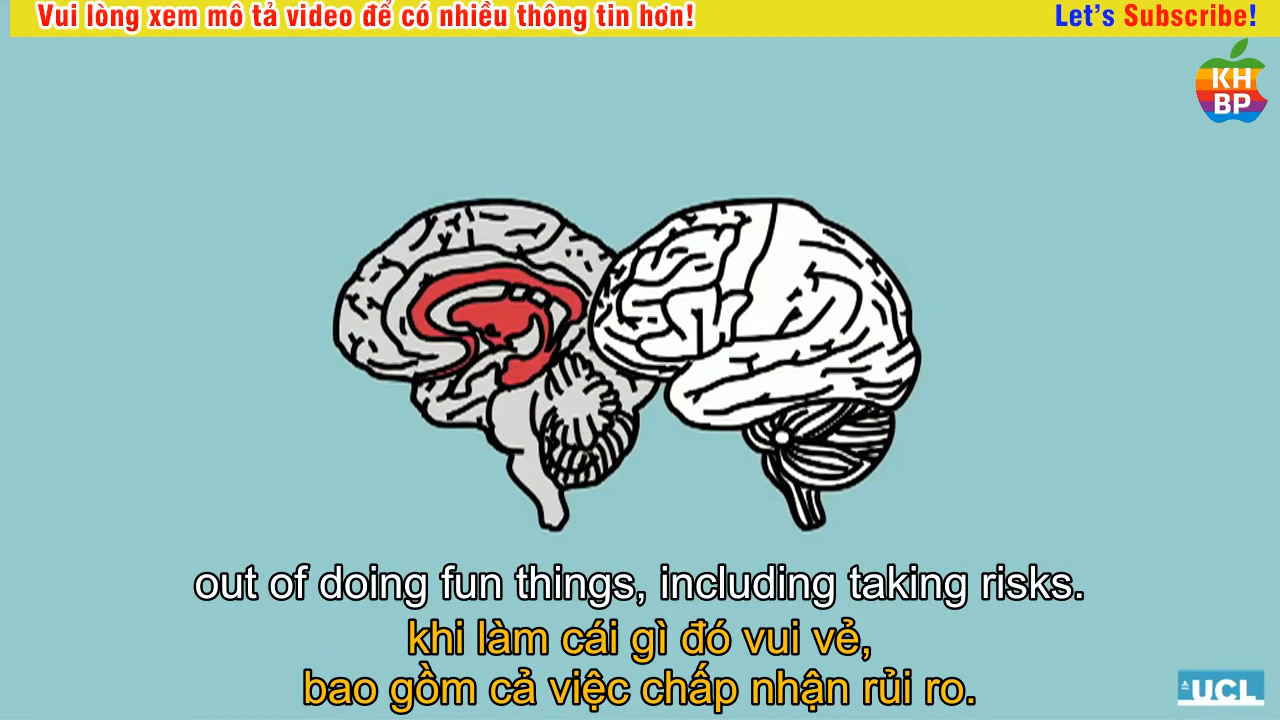 Vui lòng xem mô tả video để có nhiều thông tin hơn!
Let's Subscribe!
KH
BP
out of doing fun things, including taking risks.
khi làm cái gì đó vui vẻ,
bao gồm cả việc chấp nhận rủi ro.
UCL